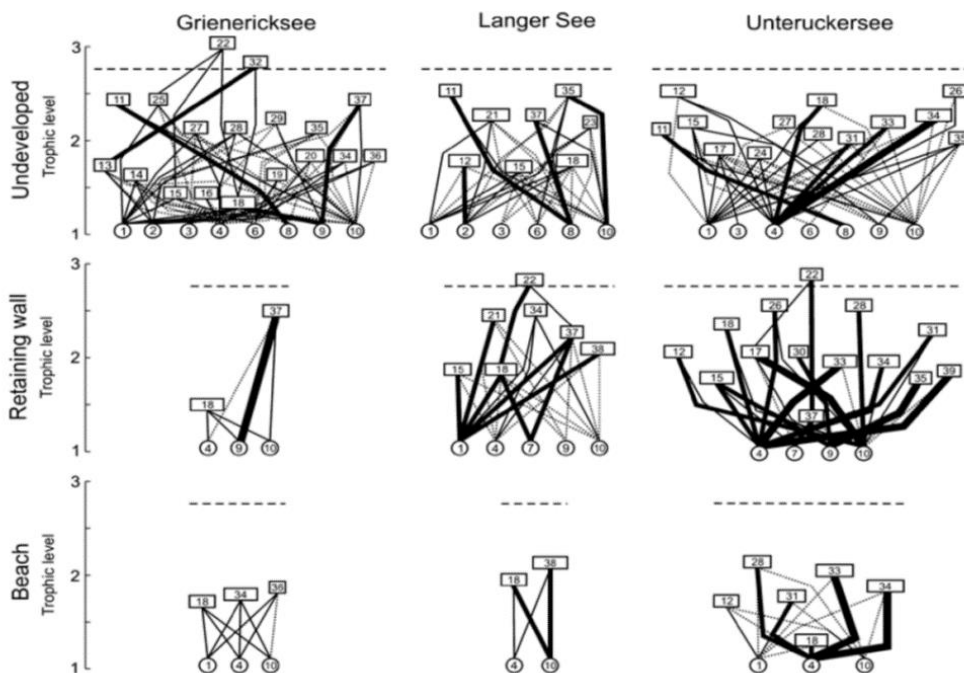 Grienericksee Langer See Unteruckersee
Undeveloped
Trophic level
3
2
1
22
32
11 25 37
27 28 29 35
13 14 20 34 36
15 16 18 19
1 2 3 4 6 8 9 10
11 35
21 37 23
12 15 18
1 2 3 6 8 10
12 18 26
15 11 27 28 31 33 34
17 24
1 3 4 6 8 9 10
Retaining wall
Trophic level
3
2
1
37
18
4 9 10
22
21 34 37
15 18 38
1 4 7 9 10
22
26 28
18 31
12 17 30 33 34
15 35 39
37
4 7 9 10
Beach
Trophic level
3
2
1
18 34 38
1 4 10
18 38
4 10
28 33
12 31 34
18
1 4 10